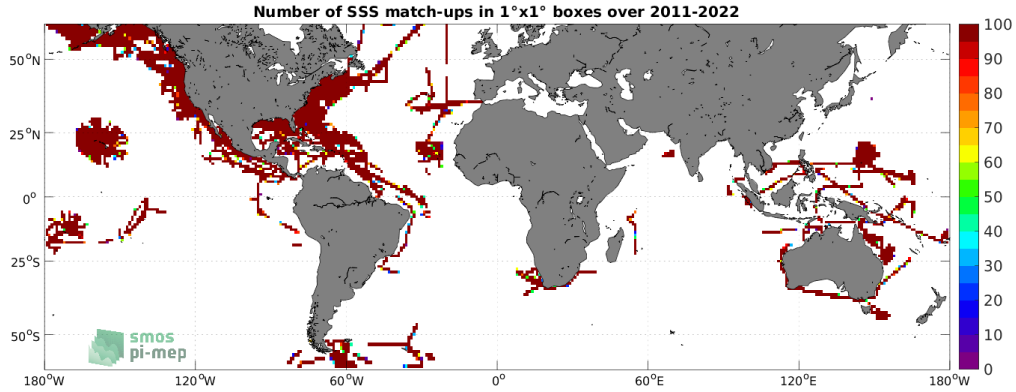 Number of SSS match-ups in 1°x1° boxes over 2011-2022
50°N
25°N
0°
25°S
50°S
180°W
120°W
60°W
0°
60°E
120°E
180°W
100
90
80
70
60
50
40
30
20
10
0
smos
pi-mep